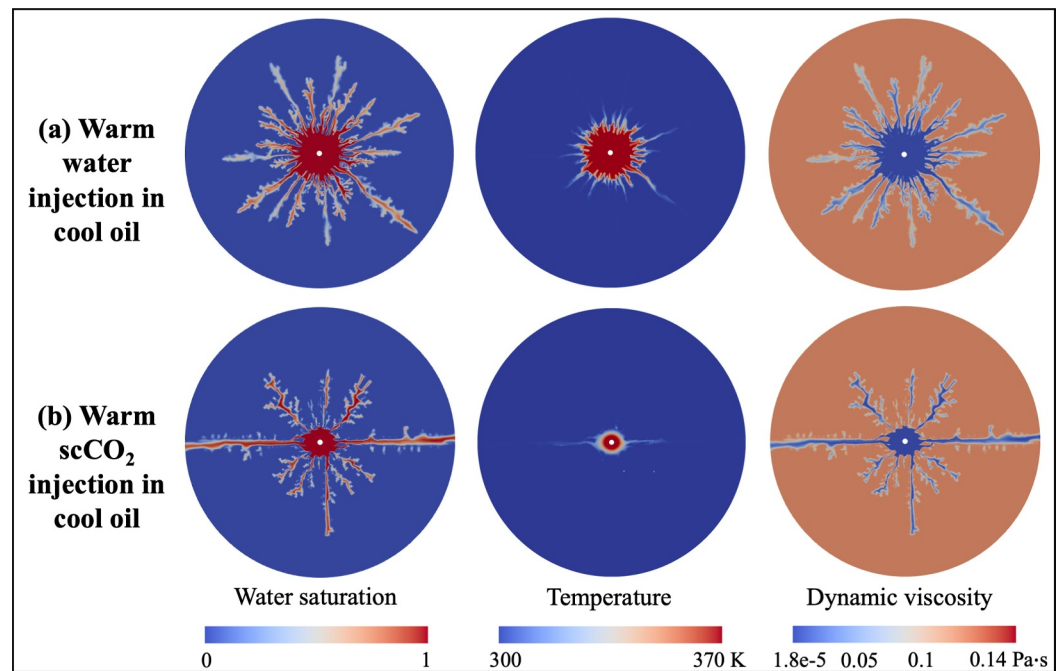 (a) Warm
water
injection in
cool oil
(b) Warm
scCO₂
injection in
cool oil
Water saturation
Temperature
Dynamic viscosity
0 1
300 370 K
1.8e-5 0.05 0.1 0.14 Pa·s